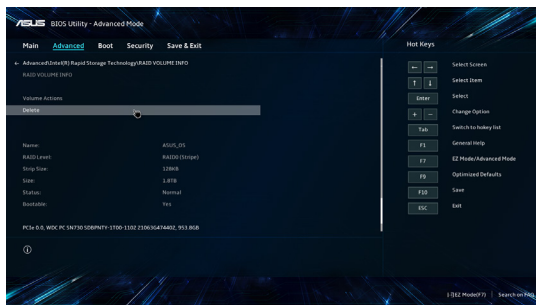 ASUS BIOS Utility - Advanced Mode
Main Advanced Boot Security Save & Exit Hot Keys
← Advanced\Intel(R) Rapid Storage Technology\RAID VOLUME INFO
RAID VOLUME INFO
Volume Actions
Delete
Name: ASUS_OS
RAID Level: RAID0 (Stripe)
Strip Size: 128KB
Size: 1.8TB
Status: Normal
Bootable: Yes
PCIe 0.0, WDC PC SN730 SDBPNTY-1T00-1102 21063G474402, 953.8GB
← → Select Screen
↑ ↓ Select Item
Enter Select
+ − Change Option
Tab Switch to hokey list
F1 General Help
F7 EZ Mode/Advanced Mode
F9 Optimized Defaults
F10 Save
ESC Exit
EZ Mode(F7) | Search on FAQ